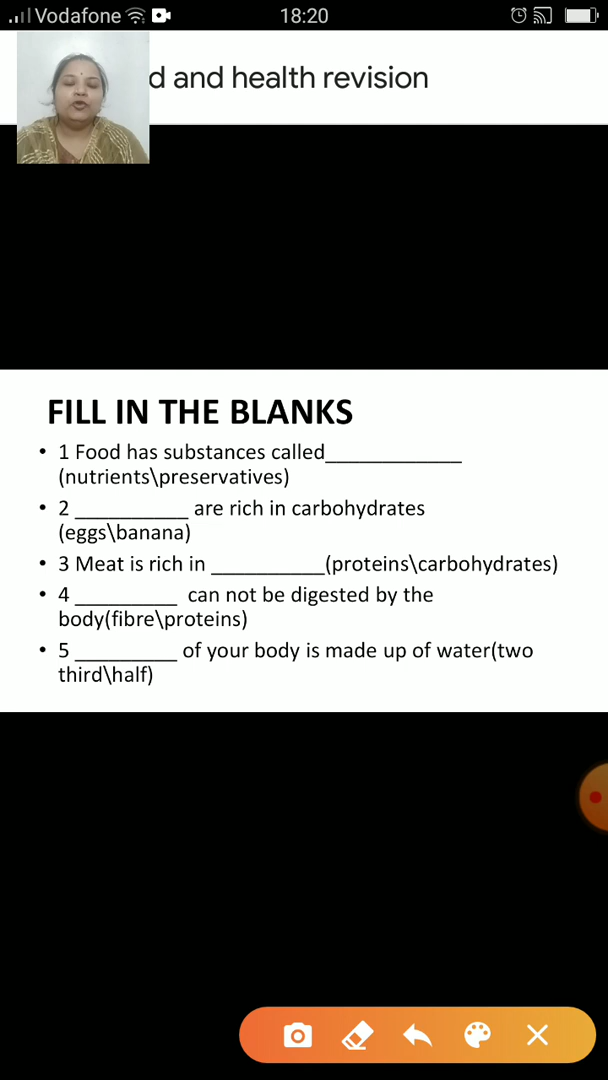 Vodafone 18:20
d and health revision
FILL IN THE BLANKS
• 1 Food has substances called____________
(nutrients\preservatives)
• 2 __________ are rich in carbohydrates
(eggs\banana)
• 3 Meat is rich in __________(proteins\carbohydrates)
• 4 _________ can not be digested by the
body(fibre\proteins)
• 5 _________ of your body is made up of water(two
third\half)